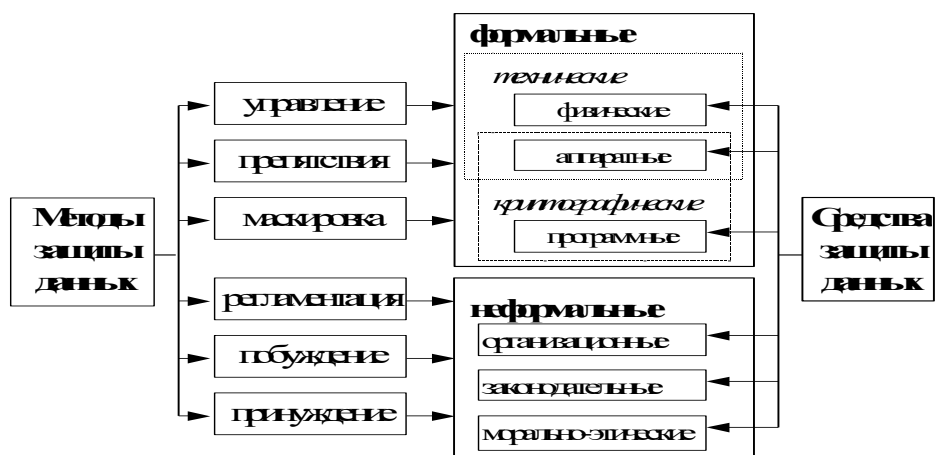 Методы
защиты
данных
управление
препятствия
маскировка
регламентация
побуждение
принуждение
формальные
технические
физические
аппаратные
криптографические
программные
неформальные
организационные
законодательные
морально-этические
Средства
защиты
данных